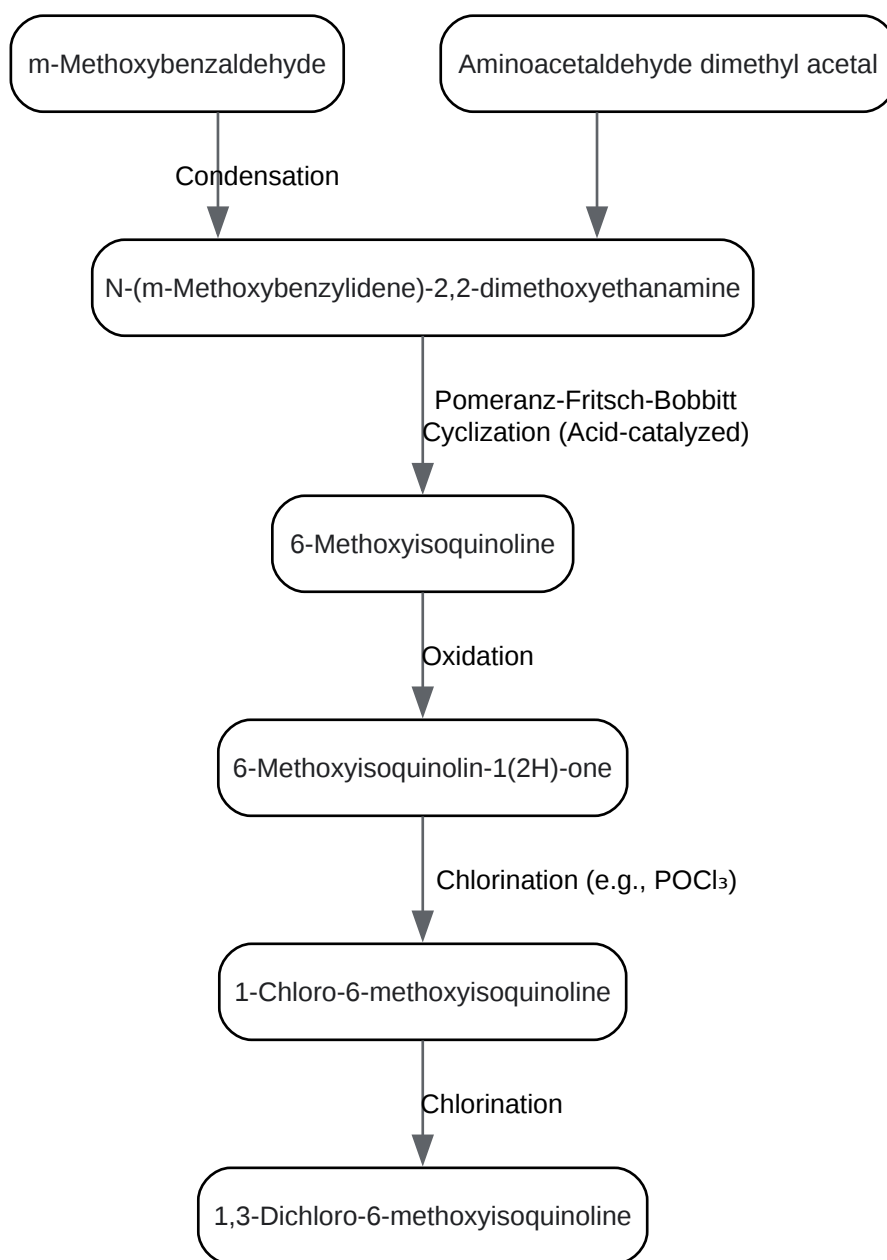 m-Methoxybenzaldehyde
Aminoacetaldehyde dimethyl acetal
Condensation
N-(m-Methoxybenzylidene)-2,2-dimethoxyethanamine
Pomeranz-Fritsch-Bobbitt
Cyclization (Acid-catalyzed)
6-Methoxyisoquinoline
Oxidation
6-Methoxyisoquinolin-1(2H)-one
Chlorination (e.g., POCl₃)
1-Chloro-6-methoxyisoquinoline
Chlorination
1,3-Dichloro-6-methoxyisoquinoline